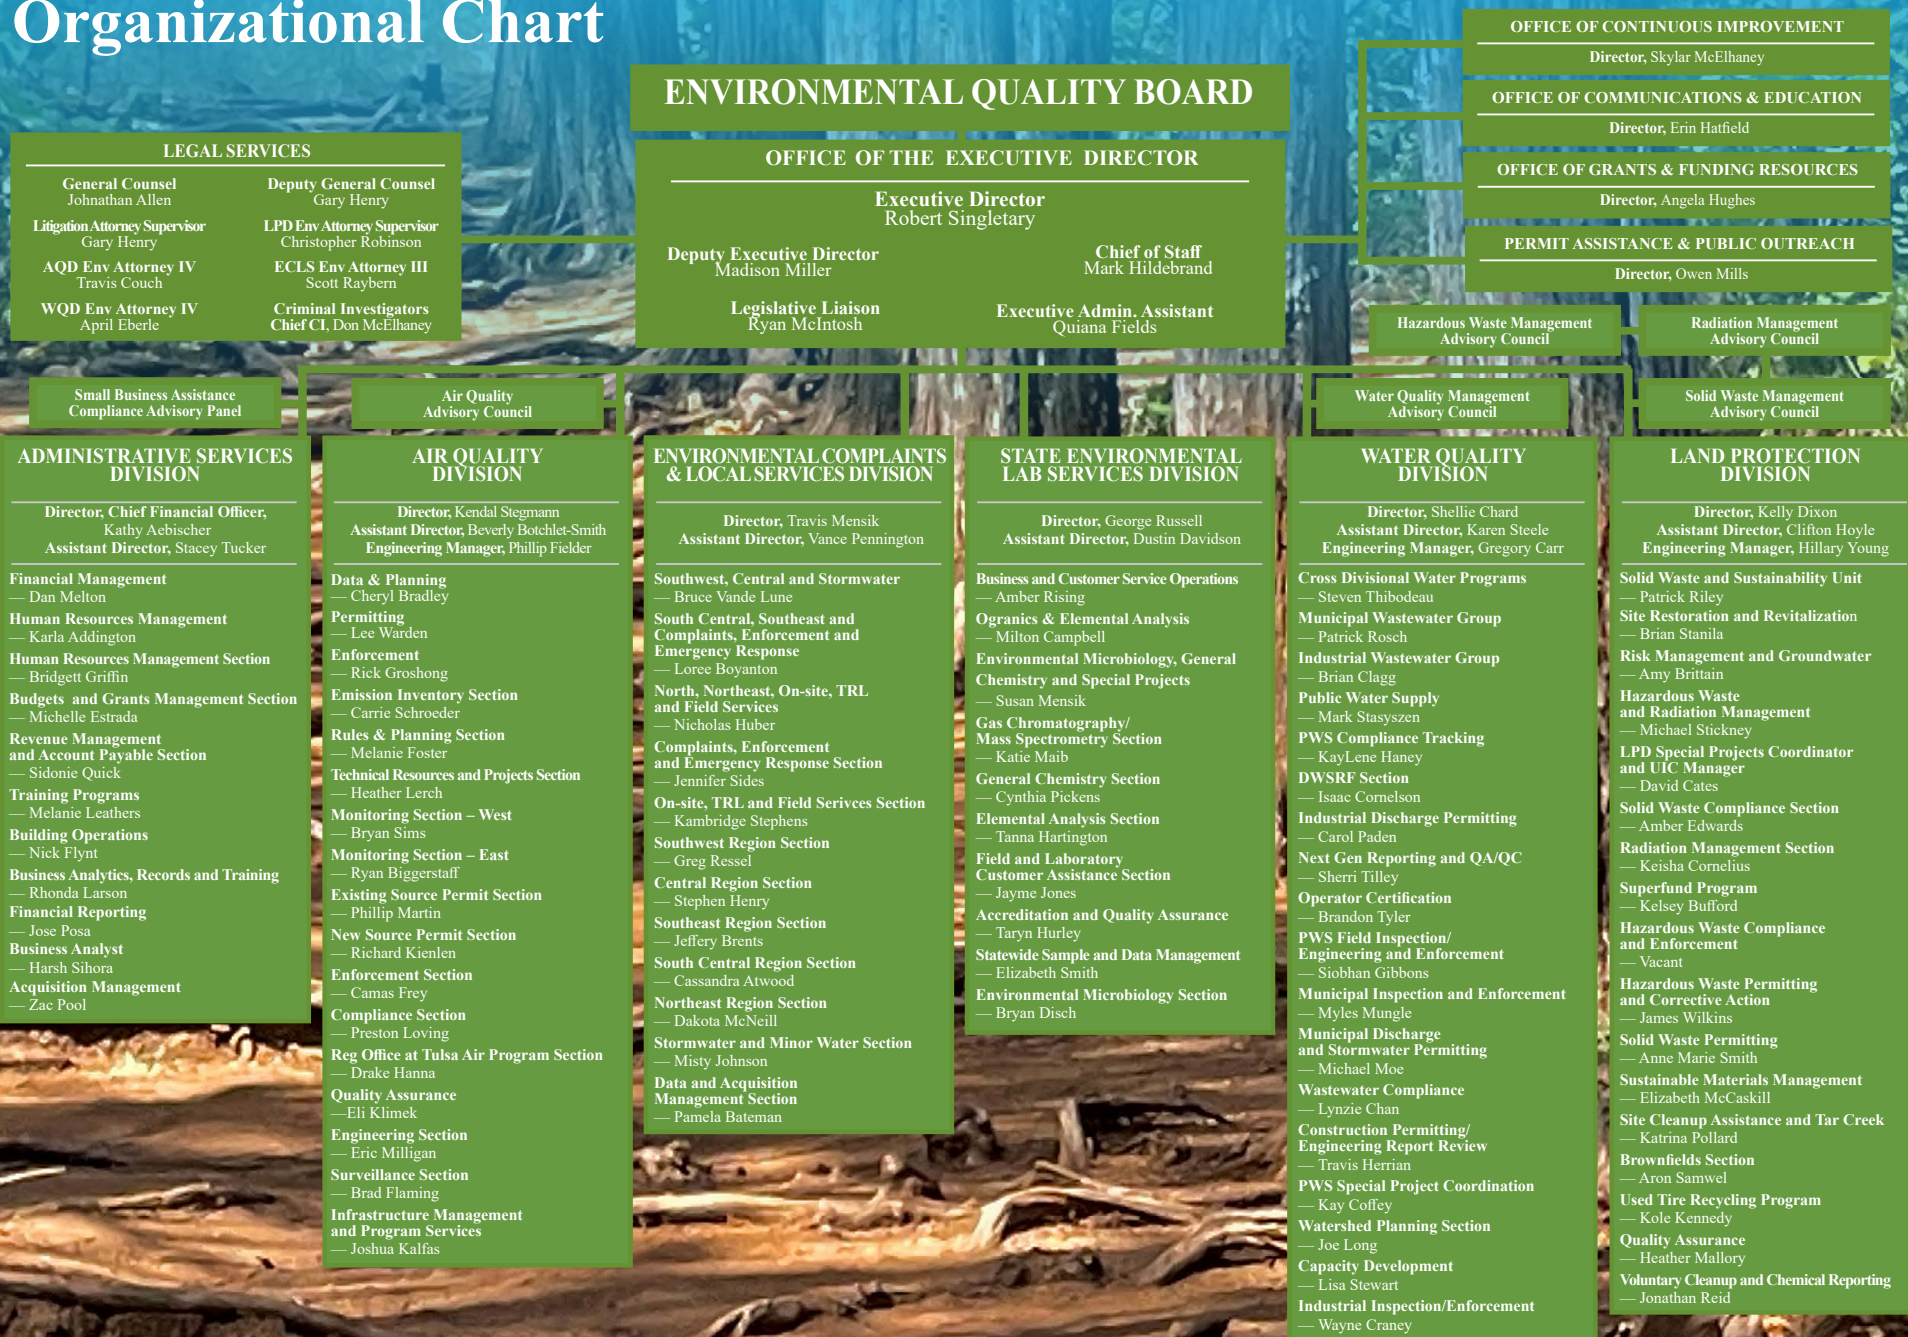 Organizational Chart
ENVIRONMENTAL QUALITY BOARD
OFFICE OF THE EXECUTIVE DIRECTOR
Executive Director
Robert Singletary
Deputy Executive Director
Madison Miller
Chief of Staff
Mark Hildebrand
Legislative Liaison
Ryan McIntosh
Executive Admin. Assistant
Quiana Fields
LEGAL SERVICES
General Counsel
Johnathan Allen
Deputy General Counsel
Gary Henry
Litigation Attorney Supervisor
Gary Henry
LPD Env Attorney Supervisor
Christopher Robinson
AQD Env Attorney IV
Travis Couch
ECLS Env Attorney III
Scott Raybern
WQD Env Attorney IV
April Eberle
Criminal Investigators
Chief CI, Don McElhaney
OFFICE OF CONTINUOUS IMPROVEMENT
Director, Skylar McElhaney
OFFICE OF COMMUNICATIONS & EDUCATION
Director, Erin Hatfield
OFFICE OF GRANTS & FUNDING RESOURCES
Director, Angela Hughes
PERMIT ASSISTANCE & PUBLIC OUTREACH
Director, Owen Mills
Hazardous Waste Management
Advisory Council
Radiation Management
Advisory Council
Small Business Assistance
Compliance Advisory Panel
Air Quality
Advisory Council
Water Quality Management
Advisory Council
Solid Waste Management
Advisory Council
ADMINISTRATIVE SERVICES
DIVISION
Director, Chief Financial Officer,
Kathy Aebischer
Assistant Director, Stacey Tucker
Financial Management
— Dan Melton
Human Resources Management
— Karla Addington
Human Resources Management Section
— Bridgett Griffin
Budgets and Grants Management Section
— Michelle Estrada
Revenue Management
and Account Payable Section
— Sidonie Quick
Training Programs
— Melanie Leathers
Building Operations
— Nick Flynt
Business Analytics, Records and Training
— Rhonda Larson
Financial Reporting
— Jose Posa
Business Analyst
— Harsh Sihora
Acquisition Management
— Zac Pool
AIR QUALITY
DIVISION
Director, Kendal Stegmann
Assistant Director, Beverly Botchlet-Smith
Engineering Manager, Phillip Fielder
Data & Planning
— Cheryl Bradley
Permitting
— Lee Warden
Enforcement
— Rick Groshong
Emission Inventory Section
— Carrie Schroeder
Rules & Planning Section
— Melanie Foster
Technical Resources and Projects Section
— Heather Lerch
Monitoring Section – West
— Bryan Sims
Monitoring Section – East
— Ryan Biggerstaff
Existing Source Permit Section
— Phillip Martin
New Source Permit Section
— Richard Kienlen
Enforcement Section
— Camas Frey
Compliance Section
— Preston Loving
Reg Office at Tulsa Air Program Section
— Drake Hanna
Quality Assurance
—Eli Klimek
Engineering Section
— Eric Milligan
Surveillance Section
— Brad Flaming
Infrastructure Management
and Program Services
— Joshua Kalfas
ENVIRONMENTAL COMPLAINTS
& LOCAL SERVICES DIVISION
Director, Travis Mensik
Assistant Director, Vance Pennington
Southwest, Central and Stormwater
— Bruce Vande Lune
South Central, Southeast and
Complaints, Enforcement and
Emergency Response
— Loree Boyanton
North, Northeast, On-site, TRL
and Field Services
— Nicholas Huber
Complaints, Enforcement
and Emergency Response Section
— Jennifer Sides
On-site, TRL and Field Serivces Section
— Kambridge Stephens
Southwest Region Section
— Greg Ressel
Central Region Section
— Stephen Henry
Southeast Region Section
— Jeffery Brents
South Central Region Section
— Cassandra Atwood
Northeast Region Section
— Dakota McNeill
Stormwater and Minor Water Section
— Misty Johnson
Data and Acquisition
Management Section
— Pamela Bateman
STATE ENVIRONMENTAL
LAB SERVICES DIVISION
Director, George Russell
Assistant Director, Dustin Davidson
Business and Customer Service Operations
— Amber Rising
Ogranics & Elemental Analysis
— Milton Campbell
Environmental Microbiology, General
Chemistry and Special Projects
— Susan Mensik
Gas Chromatography/
Mass Spectrometry Section
— Katie Maib
General Chemistry Section
— Cynthia Pickens
Elemental Analysis Section
— Tanna Hartington
Field and Laboratory
Customer Assistance Section
— Jayme Jones
Accreditation and Quality Assurance
— Taryn Hurley
Statewide Sample and Data Management
— Elizabeth Smith
Environmental Microbiology Section
— Bryan Disch
WATER QUALITY
DIVISION
Director, Shellie Chard
Assistant Director, Karen Steele
Engineering Manager, Gregory Carr
Cross Divisional Water Programs
— Steven Thibodeau
Municipal Wastewater Group
— Patrick Rosch
Industrial Wastewater Group
— Brian Clagg
Public Water Supply
— Mark Stasyszen
PWS Compliance Tracking
— KayLene Haney
DWSRF Section
— Isaac Cornelson
Industrial Discharge Permitting
— Carol Paden
Next Gen Reporting and QA/QC
— Sherri Tilley
Operator Certification
— Brandon Tyler
PWS Field Inspection/
Engineering and Enforcement
— Siobhan Gibbons
Municipal Inspection and Enforcement
— Myles Mungle
Municipal Discharge
and Stormwater Permitting
— Michael Moe
Wastewater Compliance
— Lynzie Chan
Construction Permitting/
Engineering Report Review
— Travis Herrian
PWS Special Project Coordination
— Kay Coffey
Watershed Planning Section
— Joe Long
Capacity Development
— Lisa Stewart
Industrial Inspection/Enforcement
— Wayne Craney
LAND PROTECTION
DIVISION
Director, Kelly Dixon
Assistant Director, Clifton Hoyle
Engineering Manager, Hillary Young
Solid Waste and Sustainability Unit
— Patrick Riley
Site Restoration and Revitalization
— Brian Stanila
Risk Management and Groundwater
— Amy Brittain
Hazardous Waste
and Radiation Management
— Michael Stickney
LPD Special Projects Coordinator
and UIC Manager
— David Cates
Solid Waste Compliance Section
— Amber Edwards
Radiation Management Section
— Keisha Cornelius
Superfund Program
— Kelsey Bufford
Hazardous Waste Compliance
and Enforcement
— Vacant
Hazardous Waste Permitting
and Corrective Action
— James Wilkins
Solid Waste Permitting
— Anne Marie Smith
Sustainable Materials Management
— Elizabeth McCaskill
Site Cleanup Assistance and Tar Creek
— Katrina Pollard
Brownfields Section
— Aron Samwel
Used Tire Recycling Program
— Kole Kennedy
Quality Assurance
— Heather Mallory
Voluntary Cleanup and Chemical Reporting
— Jonathan Reid